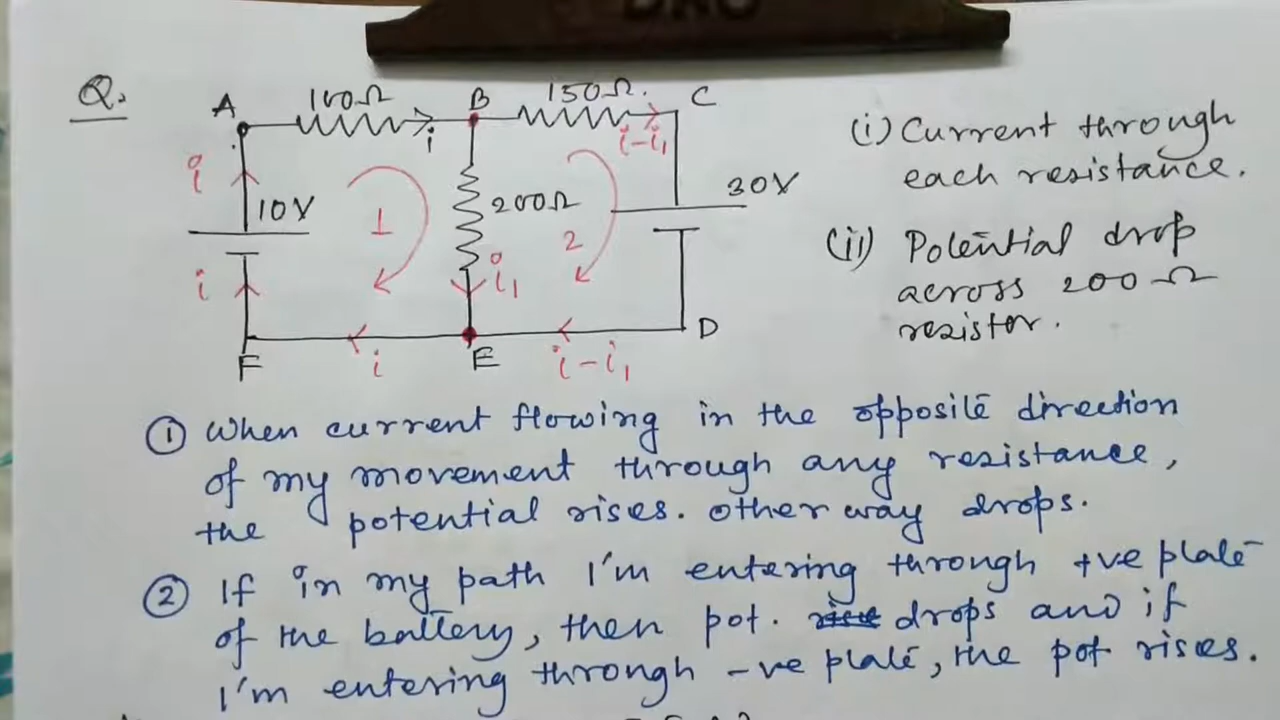 Q.
A 100Ω B 150Ω. C
i i-i₁
i
10V 1 200Ω 2 30V
i i₁
F i E i-i₁ D
(i) Current through
each resistance.
(ii) Potential drop
across 200Ω
resistor.
① When current flowing in the opposite direction
of my movement through any resistance,
the potential rises. other way drops.
② If in my path I'm entering through +ve plate
of the battery, then pot. drops and if
I'm entering through -ve plate, the pot rises.